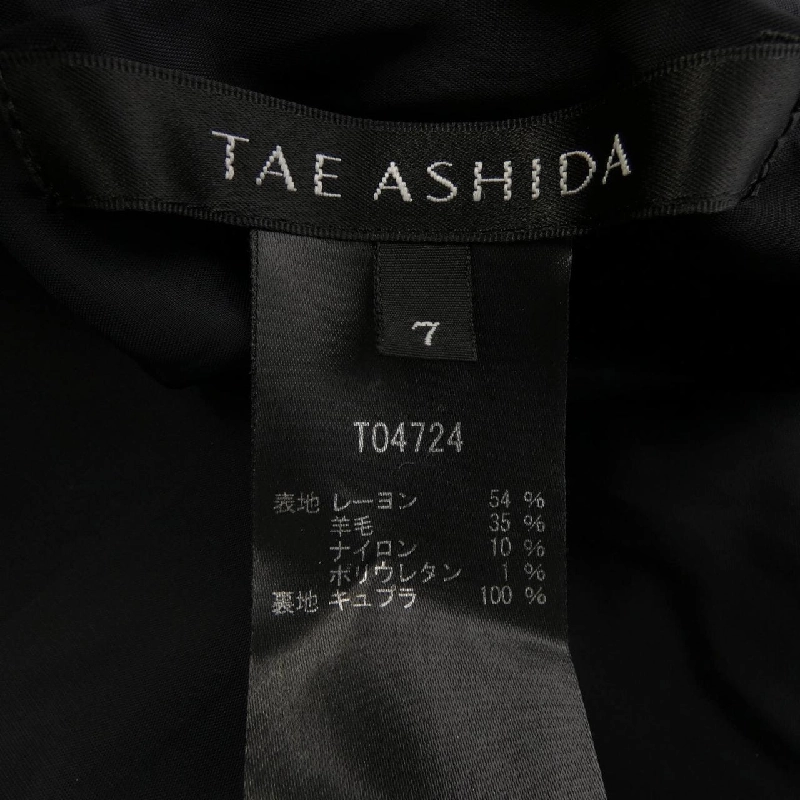 TAE ASHIDA
7
T04724
表地 レーヨン 54 %
羊毛 35 %
ナイロン 10 %
ポリウレタン 1 %
裏地 キュプラ 100 %